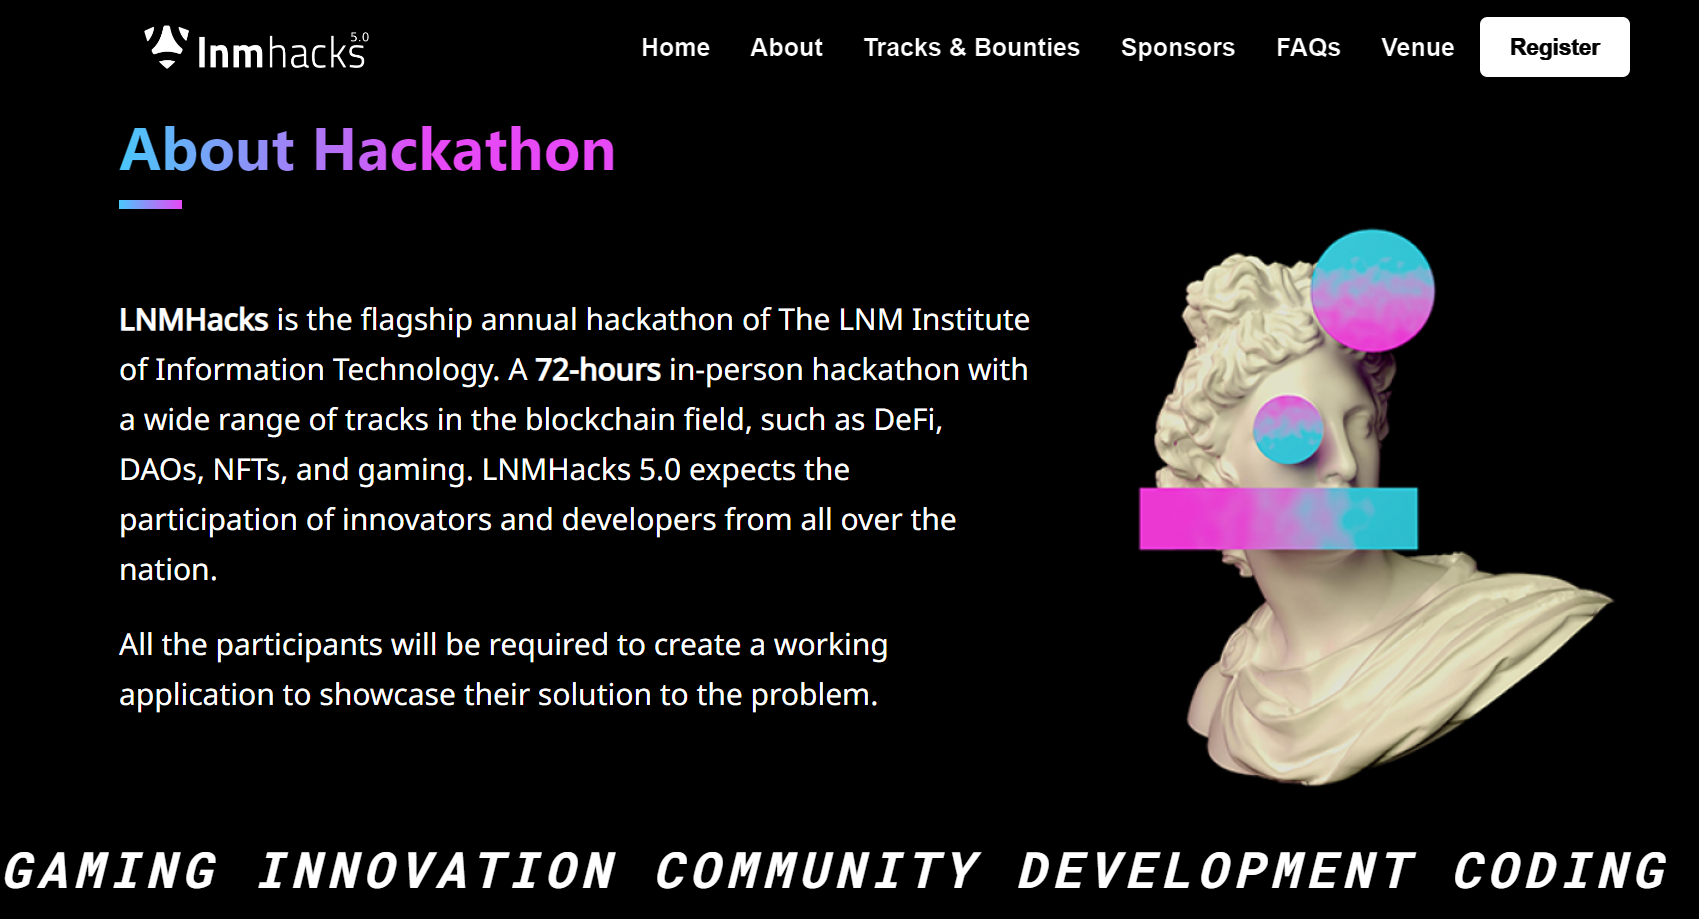 lnmhacks 5.0
Home About Tracks & Bounties Sponsors FAQs Venue Register
About Hackathon
LNMHacks is the flagship annual hackathon of The LNM Institute
of Information Technology. A 72-hours in-person hackathon with
a wide range of tracks in the blockchain field, such as DeFi,
DAOs, NFTs, and gaming. LNMHacks 5.0 expects the
participation of innovators and developers from all over the
nation.
All the participants will be required to create a working
application to showcase their solution to the problem.
GAMING INNOVATION COMMUNITY DEVELOPMENT CODING